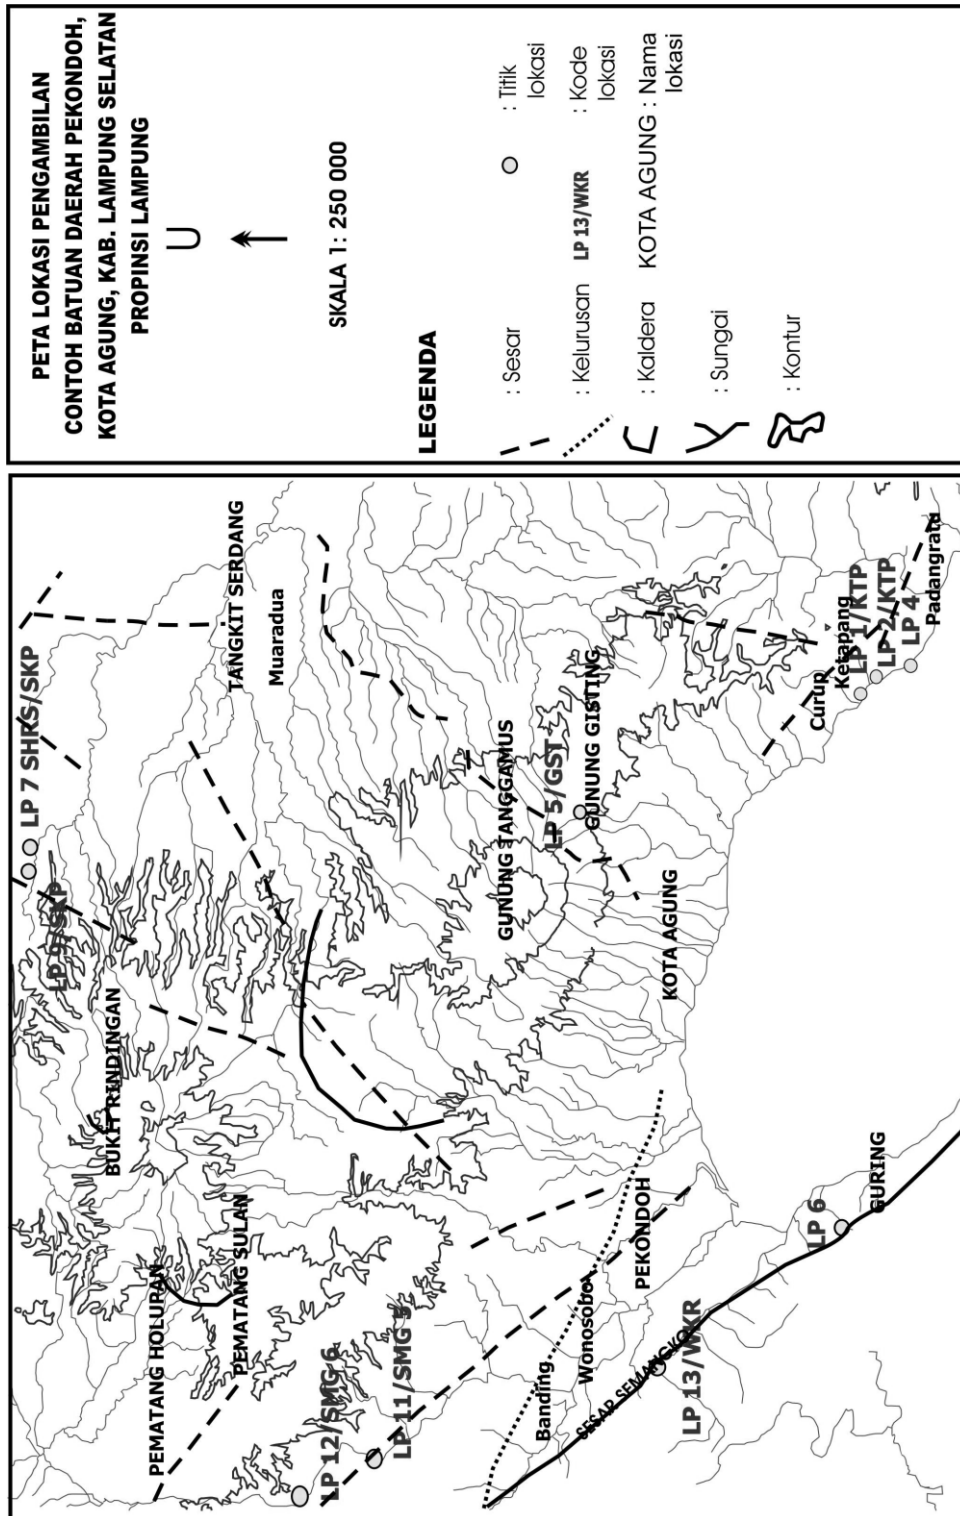 PETA LOKASI PENGAMBILAN
CONTOH BATUAN DAERAH PEKONDOH,
KOTA AGUNG, KAB. LAMPUNG SELATAN
PROPINSI LAMPUNG
U
SKALA 1: 250 000
LEGENDA
: Sesar
: Kelurusan
: Kaldera
: Sungai
: Kontur
: Titik
lokasi
LP 13/WKR : Kode
lokasi
KOTA AGUNG : Nama
lokasi
LP 7 SHRS/SKP
LP 9/SKP
BUKIT RINDINGAN
PEMATANG HOLUPAN
PEMATANG SULAN
TANGKIT SERDANG
Muaradua
LP 12/SMG 6
LP 11/SMG 5
GUNUNG TANGGAMUS
LP 5/GST
GUNUNG GISTING
KOTA AGUNG
Banding
Wonosobo
PEKONDOH
SESAR SEMANGKO
LP 13/WKR
LP 6
GURING
Curup
Ketapang
LP 1/KTP
LP 2/KTP
LP 4
Padangratu